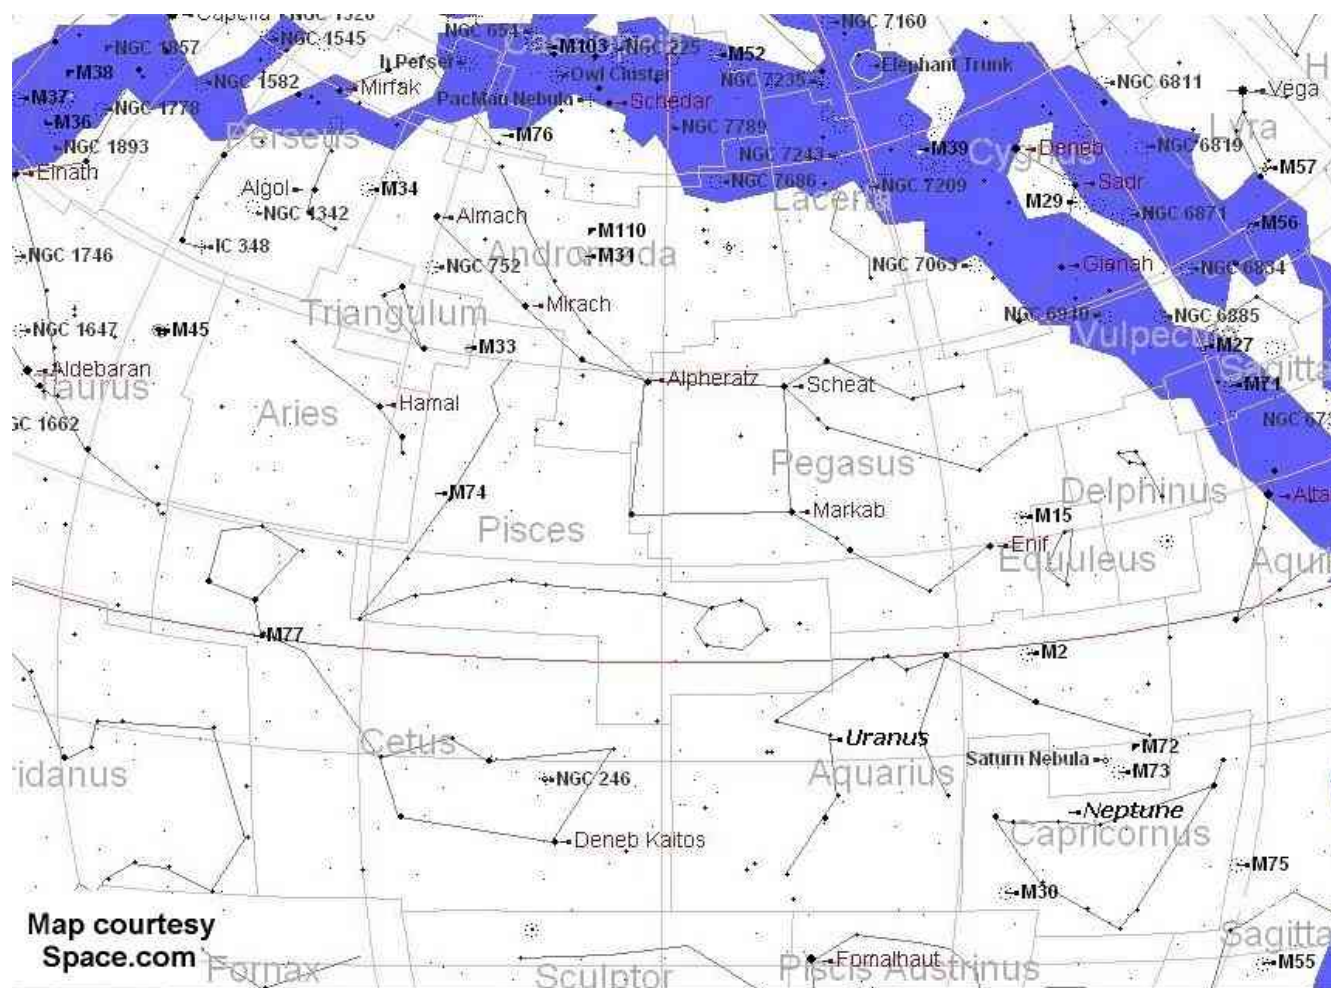 Capella
NGC 1528
NGC 654
NGC 7160
NGC 1857
NGC 1545
Cassiopeia
M103
NGC 225
M52
H
M38
NGC 1582
h Persei
Owl Cluster
NGC 7235
Elephant Trunk
NGC 6811
Vega
M37
NGC 1778
Mirfak
PacMan Nebula
Schedar
M36
Perseus
M76
NGC 7789
Lyra
NGC 1893
NGC 7243
M39
Cygnus
Deneb
NGC 6819
M57
Elnath
Algol
M34
NGC 7686
NGC 7209
Sadr
Lacerta
M29
NGC 1342
Almach
NGC 6871
M56
IC 348
M110
Andromeda
M31
NGC 1746
NGC 752
NGC 7063
Gienah
NGC 6834
Triangulum
Mirach
NGC 1647
M45
NGC 6940
NGC 6885
Vulpecu
M33
M27
Aldebaran
Taurus
Alpheratz
Scheat
Sagitta
M71
Aries
Hamal
GC 1662
NGC 67
Pegasus
M74
Delphinus
Alta
Pisces
Markab
M15
Enif
Equuleus
Aquil
M77
M2
Cetus
Uranus
M72
Saturn Nebula
M73
ridanus
NGC 246
Aquarius
Neptune
Capricornus
Deneb Kaitos
M75
M30
Map courtesy
Space.com
Sagitta
Fornax
Sculptor
Piscis Austrinus
Fomalhaut
M55